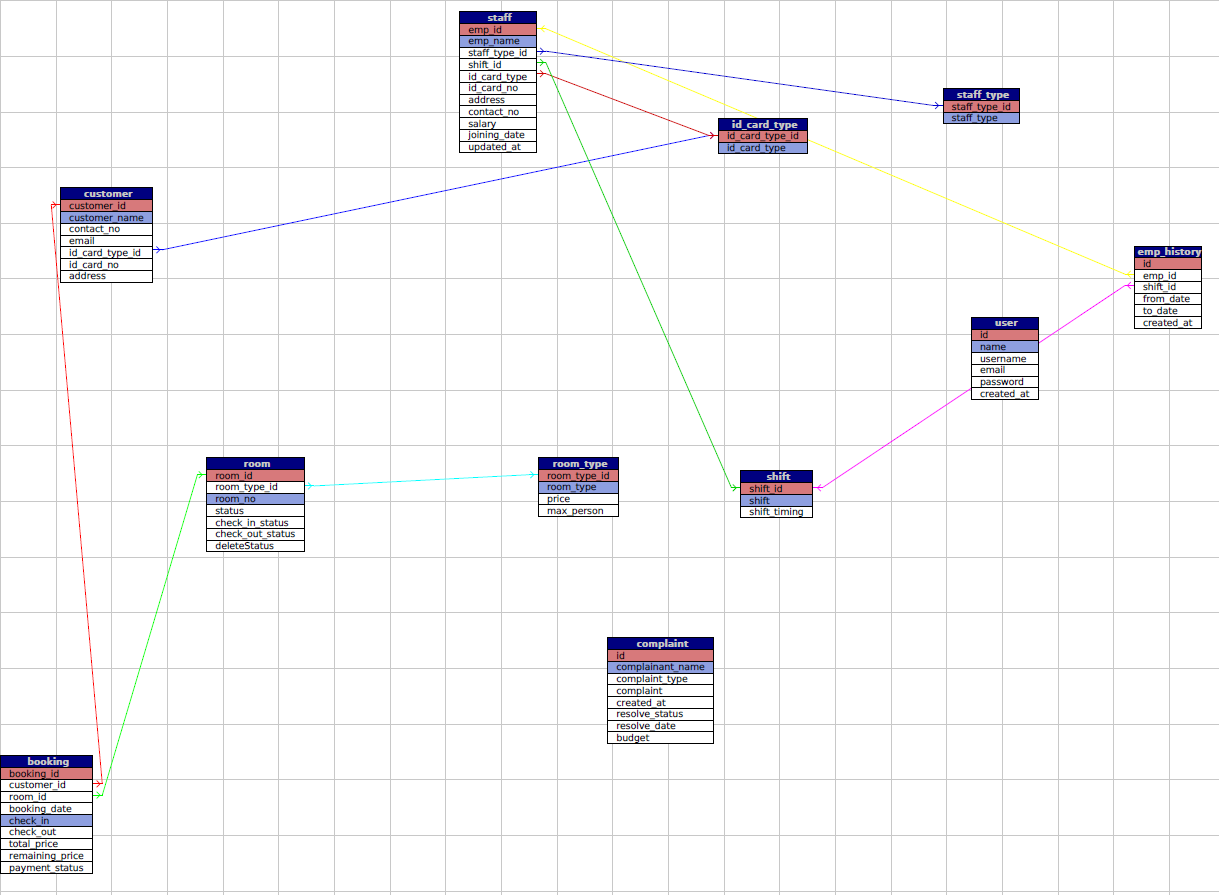 staff
emp_id
emp_name
staff_type_id
shift_id
id_card_type
id_card_no
address
contact_no
salary
joining_date
updated_at
staff_type
staff_type_id
staff_type
id_card_type
id_card_type_id
id_card_type
customer
customer_id
customer_name
contact_no
email
id_card_type_id
id_card_no
address
emp_history
id
emp_id
shift_id
from_date
to_date
created_at
user
id
name
username
email
password
created_at
room
room_id
room_type_id
room_no
status
check_in_status
check_out_status
deleteStatus
room_type
room_type_id
room_type
price
max_person
shift
shift_id
shift
shift_timing
complaint
id
complainant_name
complaint_type
complaint
created_at
resolve_status
resolve_date
budget
booking
booking_id
customer_id
room_id
booking_date
check_in
check_out
total_price
remaining_price
payment_status